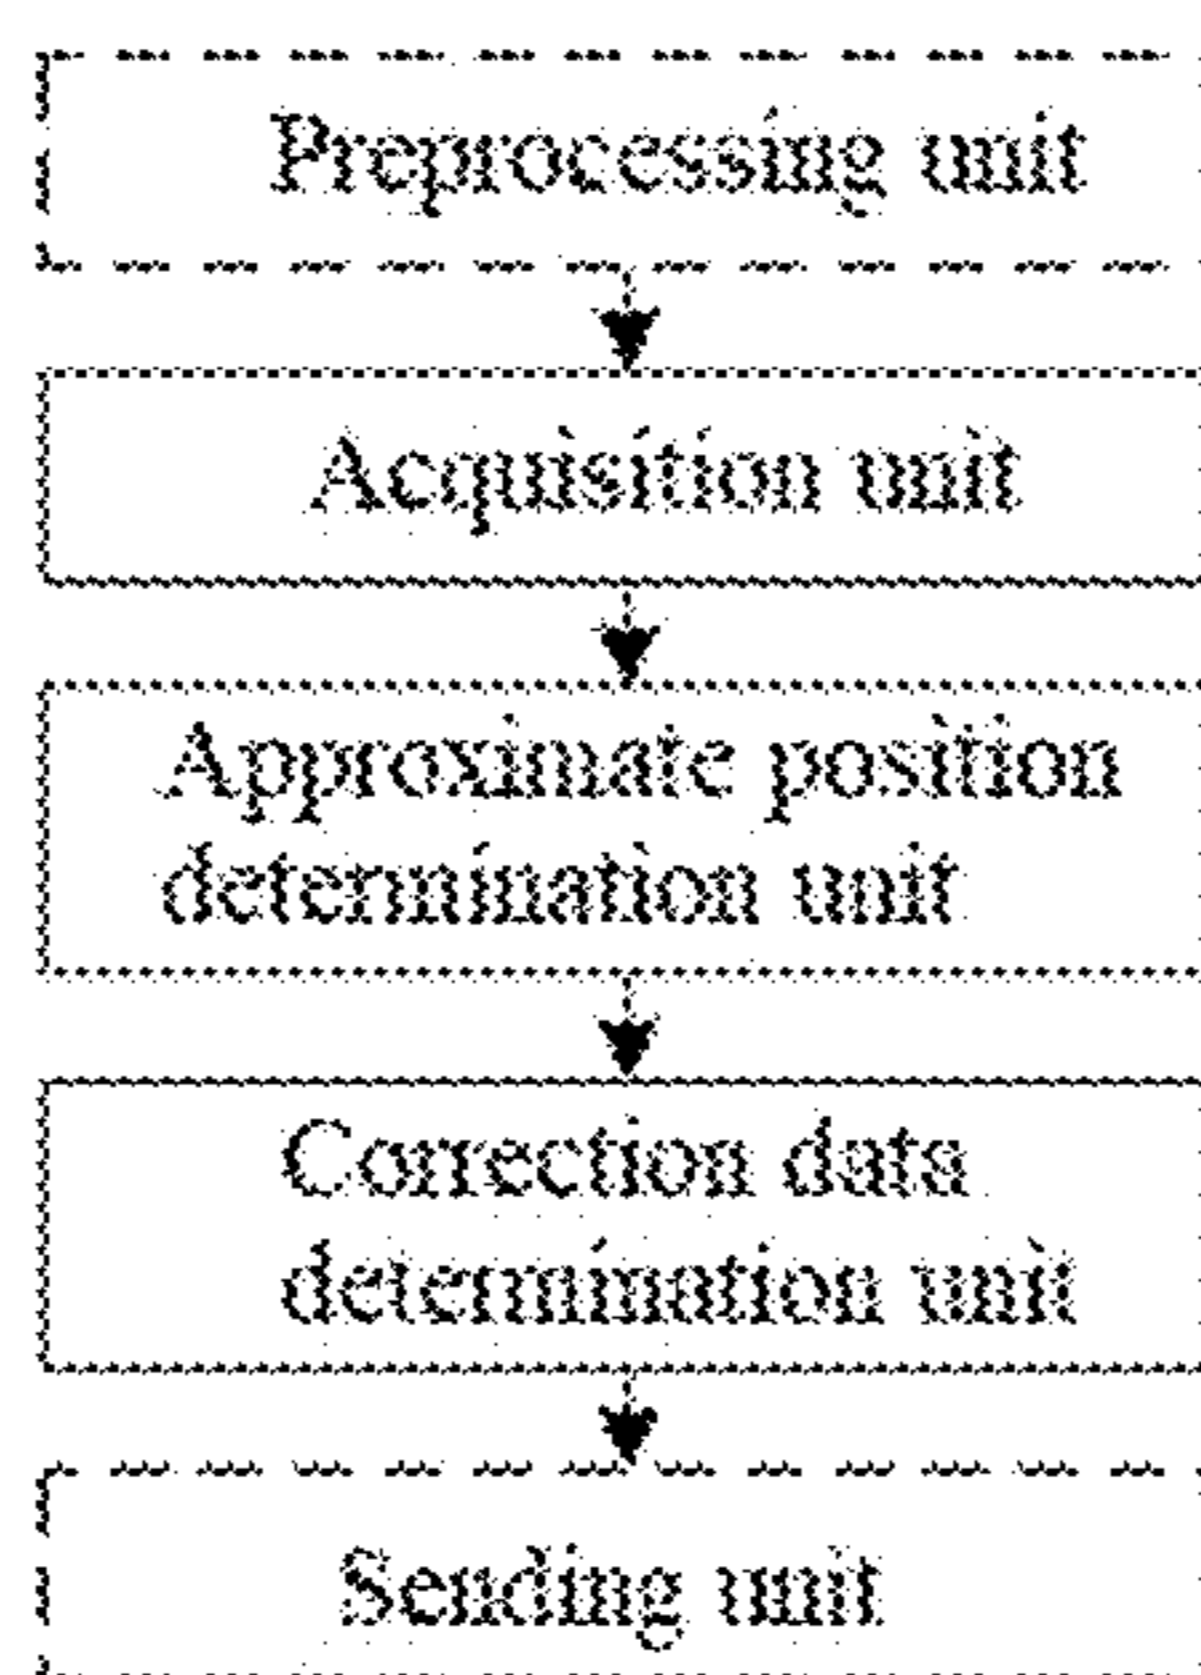 Preprocessing unit
Acquisition unit
Approximate position
determination unit
Correction data
determination unit
Sending unit